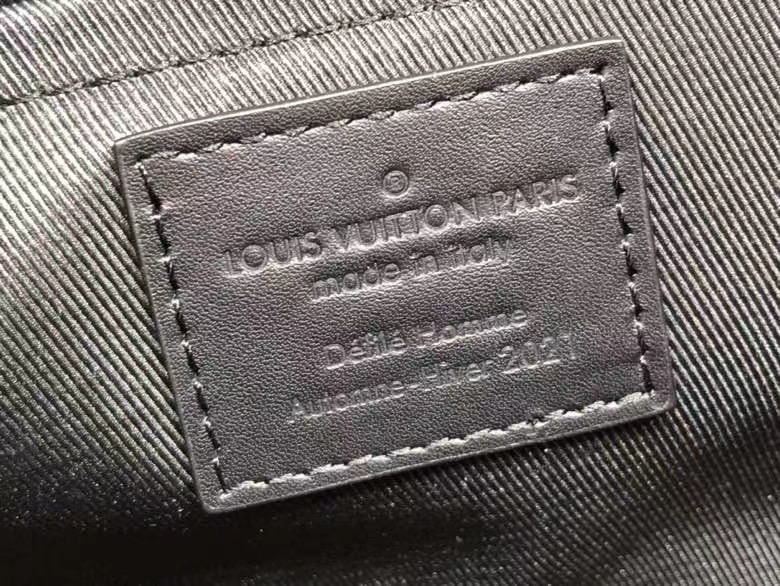 ®
LOUIS VUITTON PARIS
made in italy
Défilé Homme
Automne-Hiver 2021